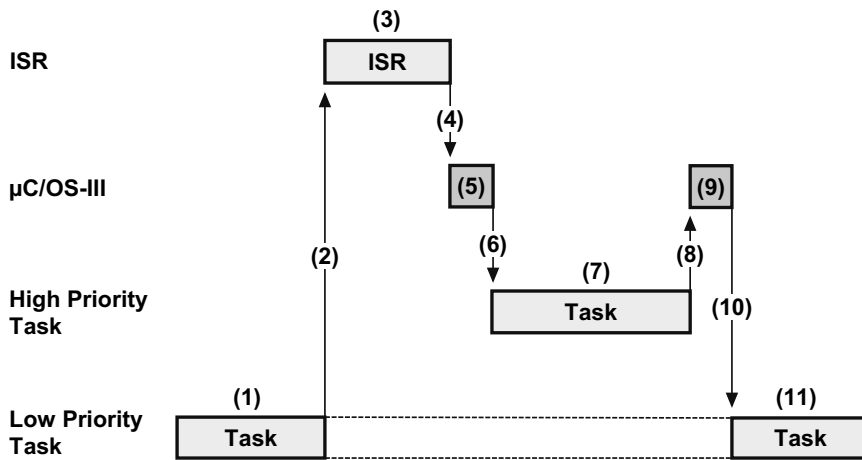 (3)
ISR
ISR
(4)
µC/OS-III
(5)
(9)
(2)
(6)
(8)
(7)
High Priority
Task
Task
(10)
(1)
(11)
Low Priority
Task
Task
Task